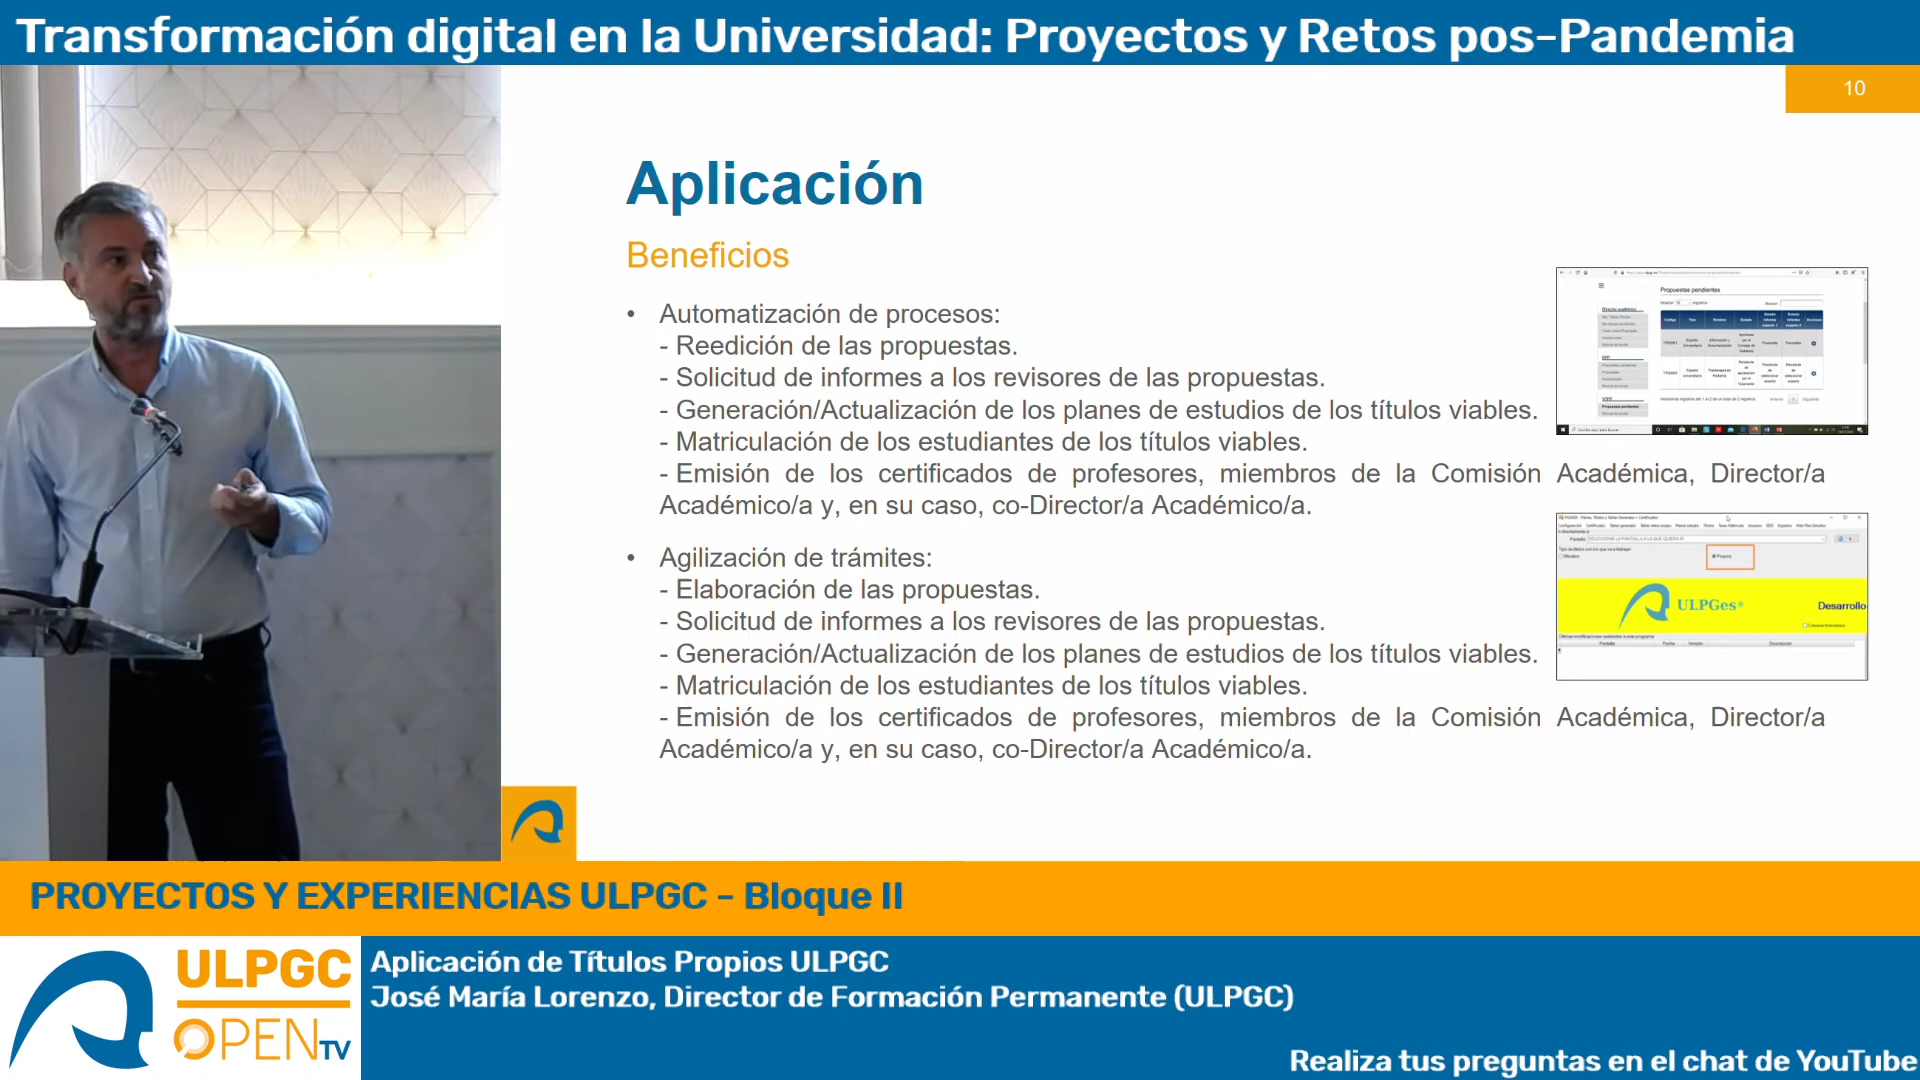 Transformación digital en la Universidad: Proyectos y Retos pos-Pandemia
10
Aplicación
Beneficios
• Automatización de procesos:
- Reedición de las propuestas.
- Solicitud de informes a los revisores de las propuestas.
- Generación/Actualización de los planes de estudios de los títulos viables.
- Matriculación de los estudiantes de los títulos viables.
- Emisión de los certificados de profesores, miembros de la Comisión Académica, Director/a
Académico/a y, en su caso, co-Director/a Académico/a.
• Agilización de trámites:
- Elaboración de las propuestas.
- Solicitud de informes a los revisores de las propuestas.
- Generación/Actualización de los planes de estudios de los títulos viables.
- Matriculación de los estudiantes de los títulos viables.
- Emisión de los certificados de profesores, miembros de la Comisión Académica, Director/a
Académico/a y, en su caso, co-Director/a Académico/a.
Propuestas pendientes
ULPGes
Desarrollo
PROYECTOS Y EXPERIENCIAS ULPGC - Bloque II
ULPGC
OPEN TV
Aplicación de Títulos Propios ULPGC
José María Lorenzo, Director de Formación Permanente (ULPGC)
Realiza tus preguntas en el chat de YouTube